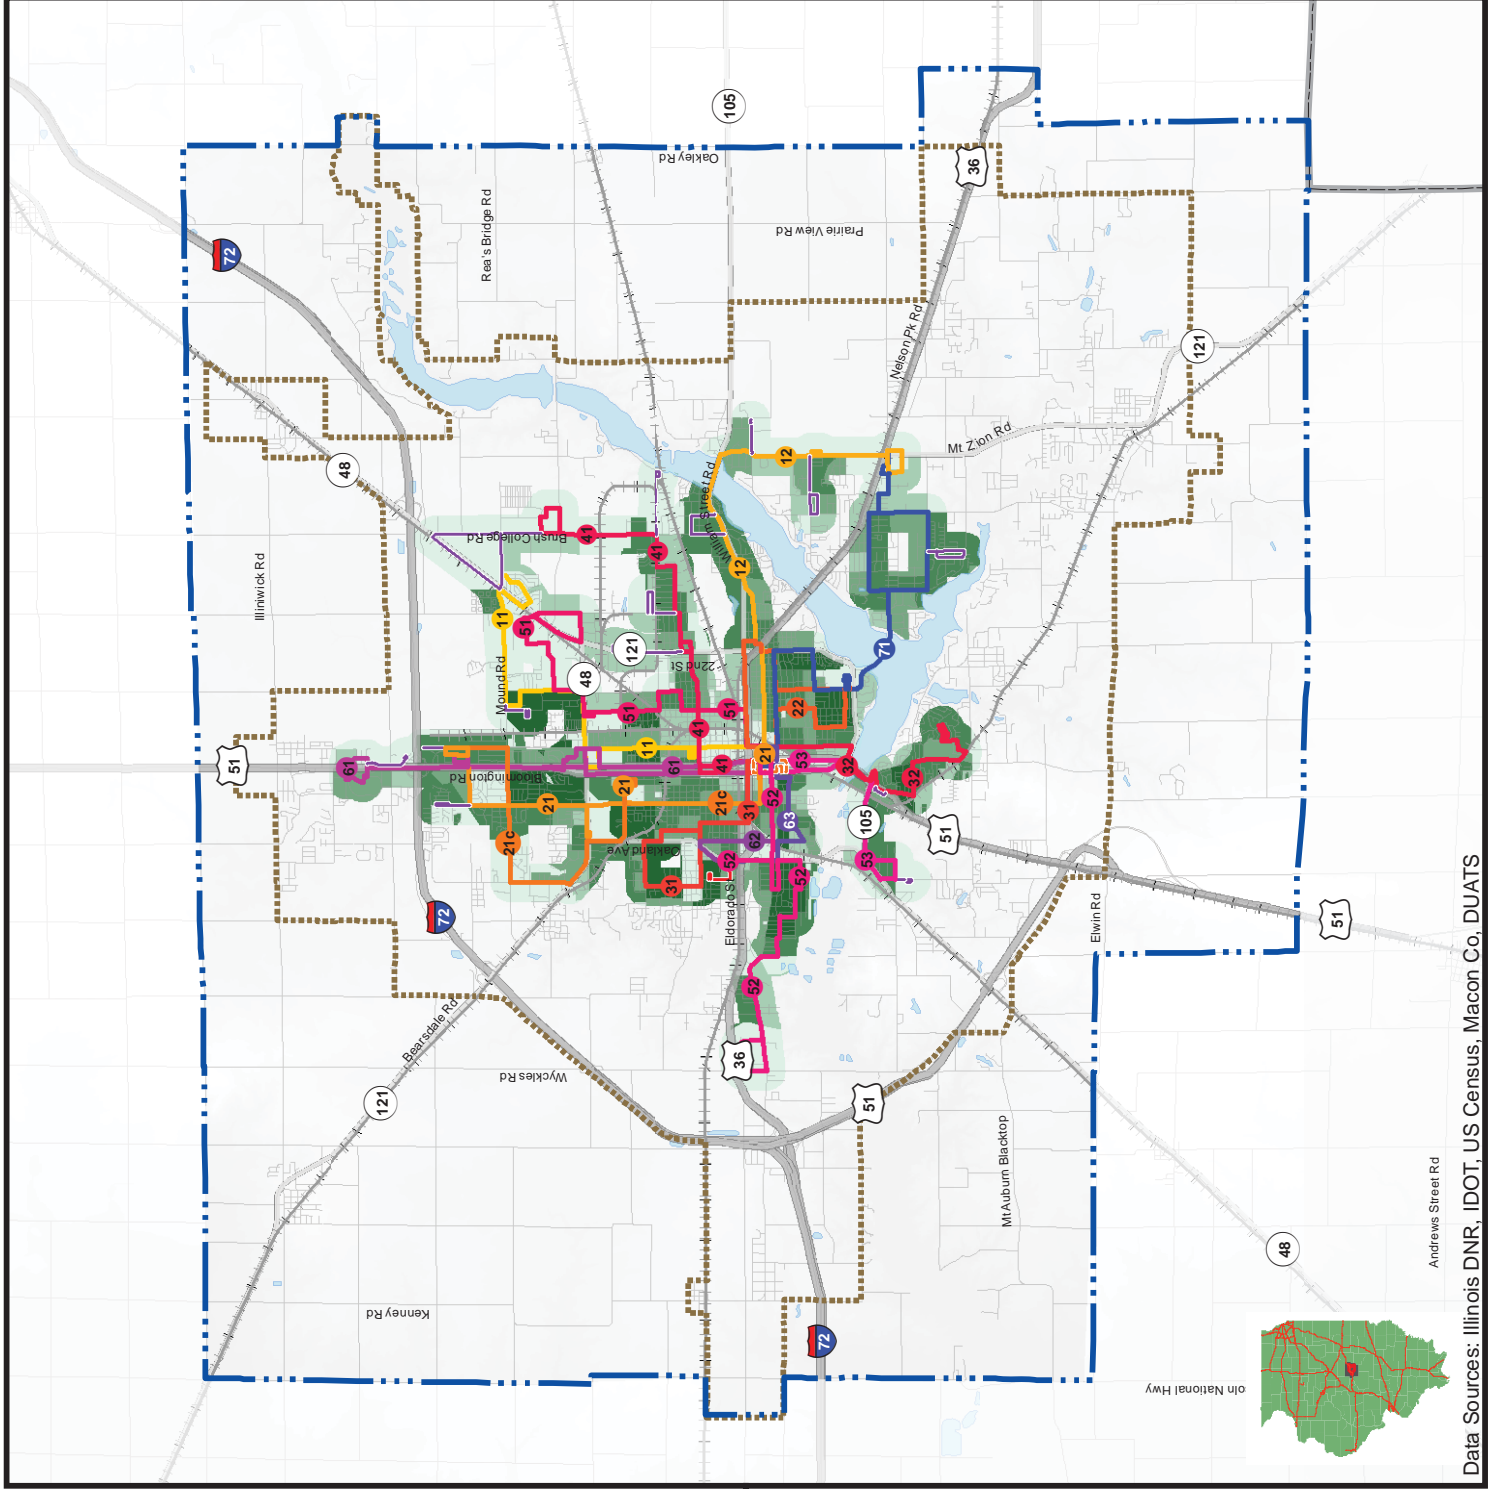 105
Oakley Rd
36
Rea's Bridge Rd
Prairie View Rd
72
121
Nelson Pk Rd
Mt Zion Rd
48
12
William Street Rd
Brush College Rd
41
41
12
Illiniwick Rd
11
51
121
22nd St
71
Mound Rd
48
51
51
22
41
11
51
61
Bloomington Rd
61
41
21
53
32
32
21
21
21c
52
31
63
105
51
21c
Oakland Ave
62
52
53
31
52
Eldorado St
72
Elwin Rd
51
52
Bearsdale Rd
36
Wyckles Rd
121
51
Mt Auburn Blacktop
Andrews Street Rd
48
Kenney Rd
72
oln National Hwy
Data Sources: Illinois DNR, IDOT, US Census, Macon Co, DUATS